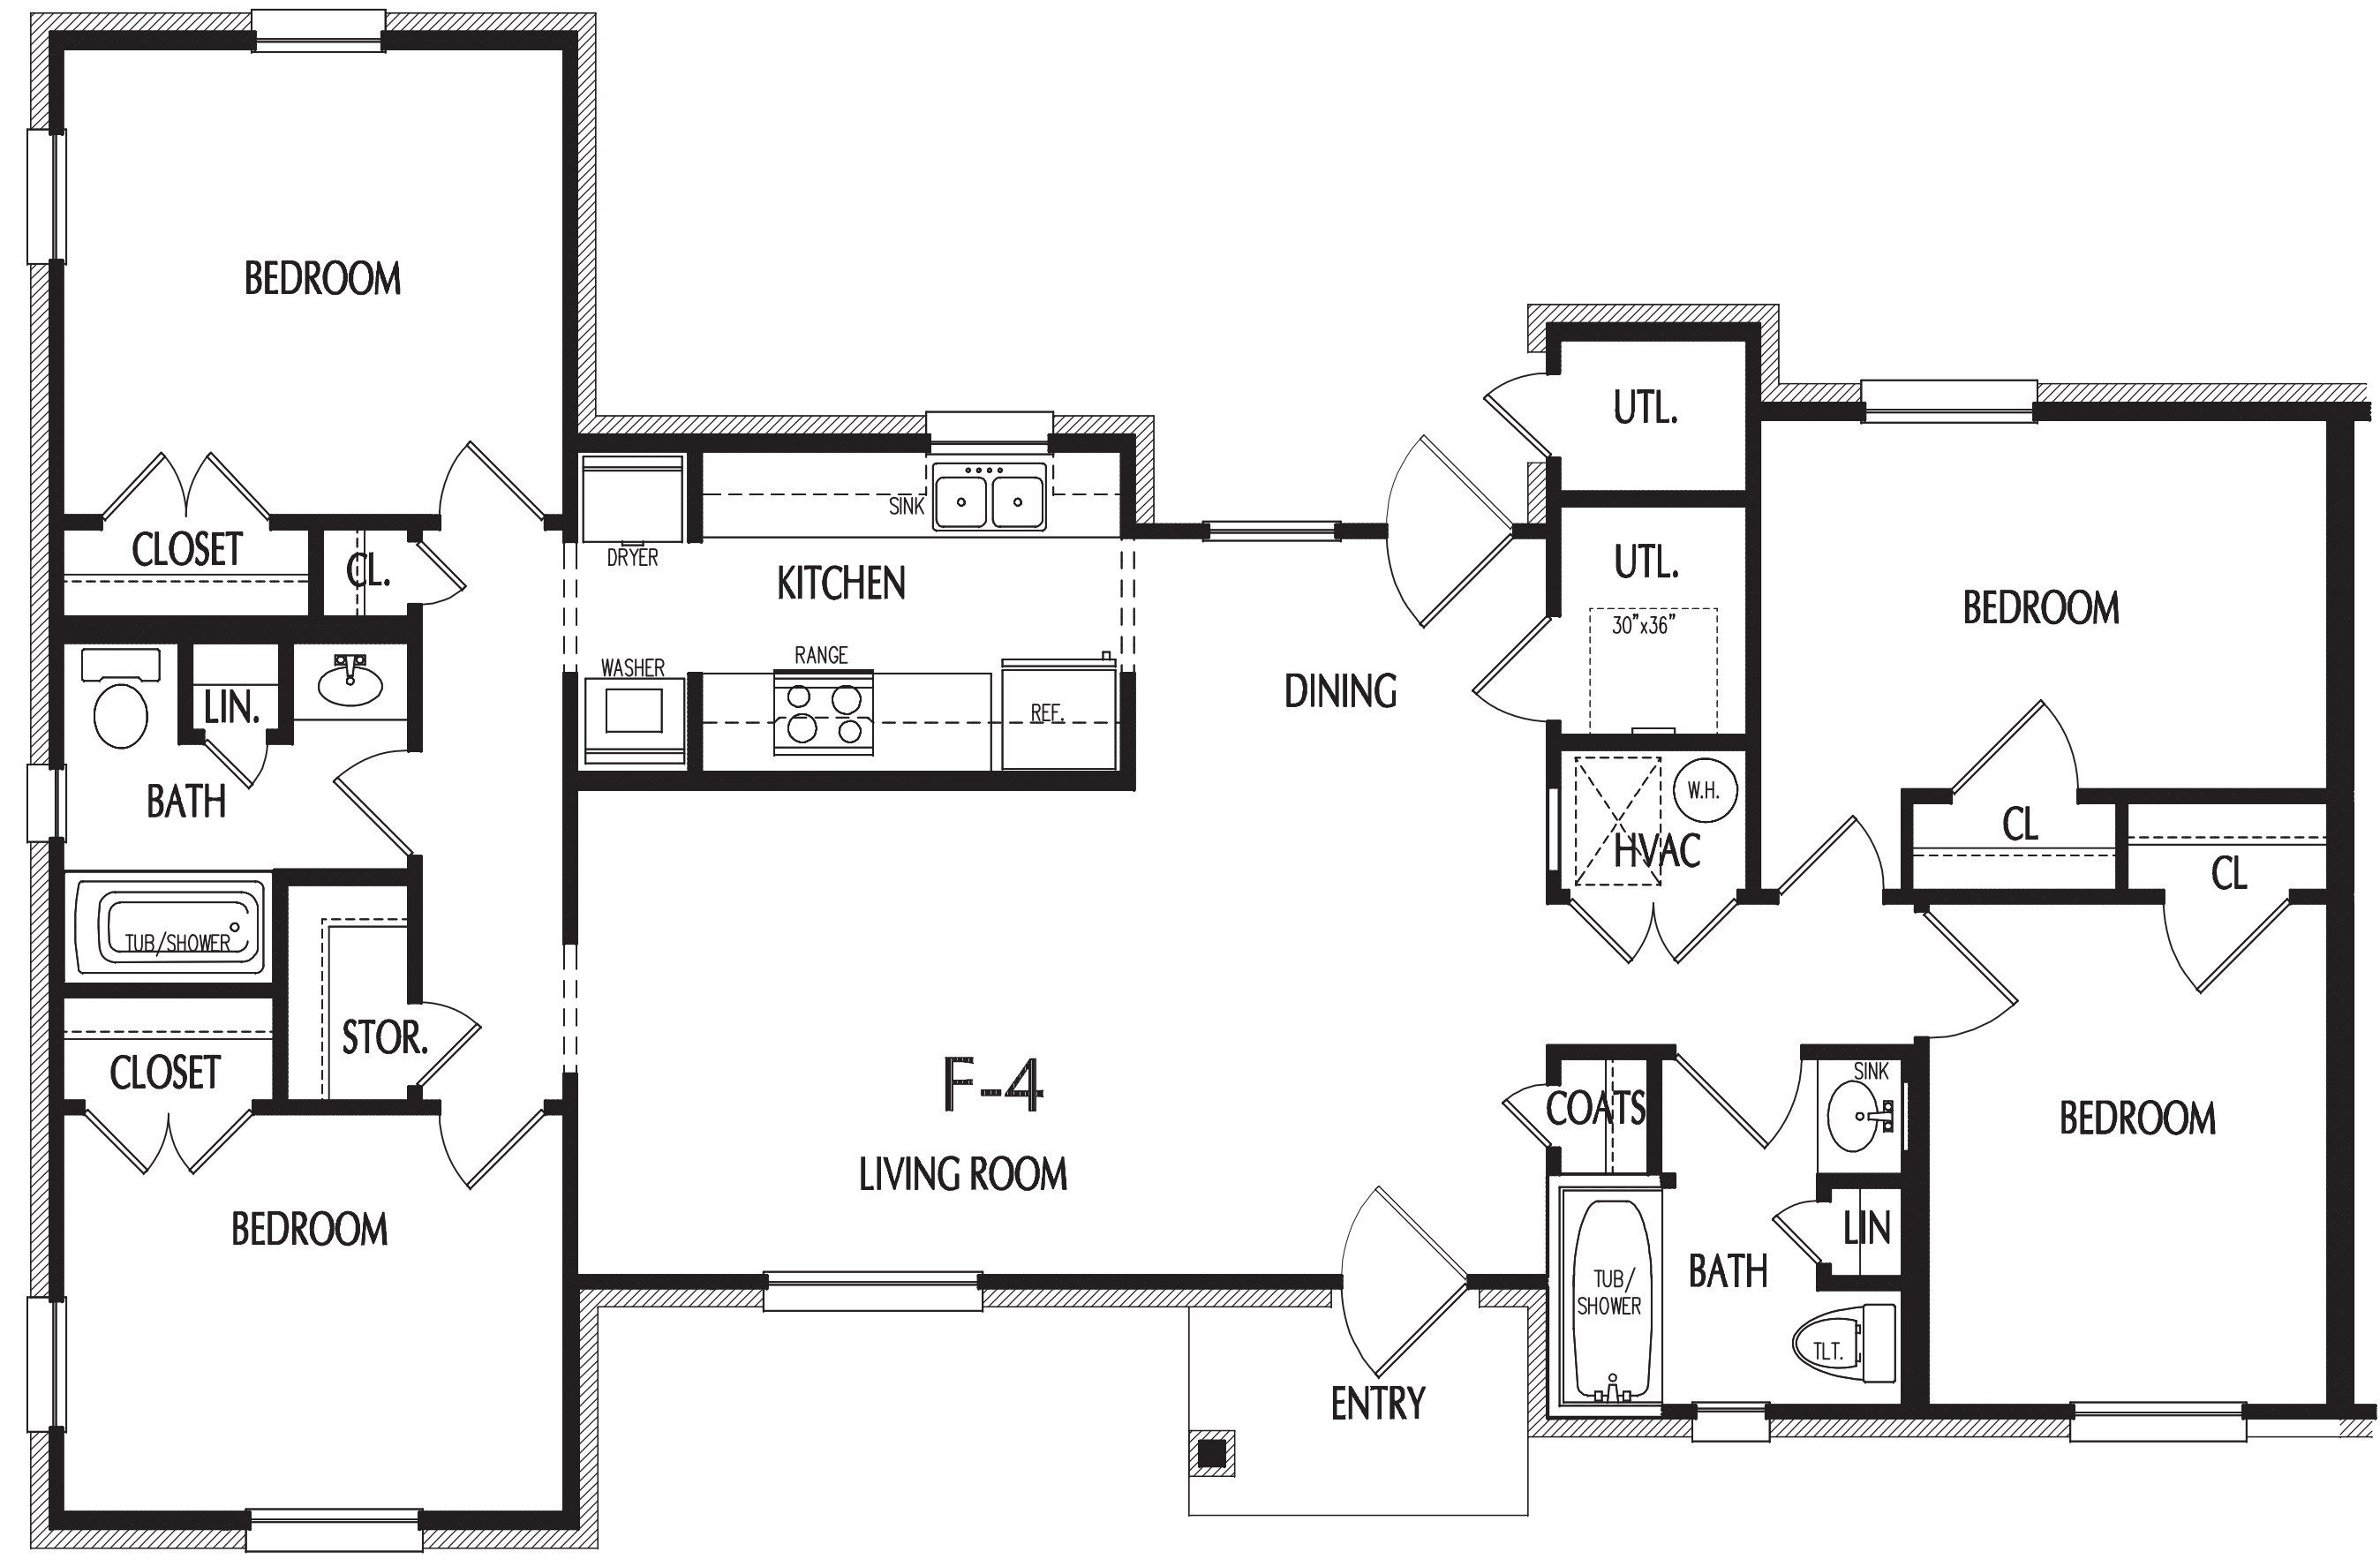 BEDROOM
UTL.
SINK
CLOSET
CL.
DRYER
KITCHEN
UTL.
30"x36"
BEDROOM
RANGE
WASHER
LIN.
REF.
DINING
BATH
W.H.
HVAC
CL
CL
TUB/SHOWER
STOR.
CLOSET
F-4
SINK
COATS
BEDROOM
LIVING ROOM
BEDROOM
LIN
BATH
TUB/
SHOWER
TLT.
ENTRY